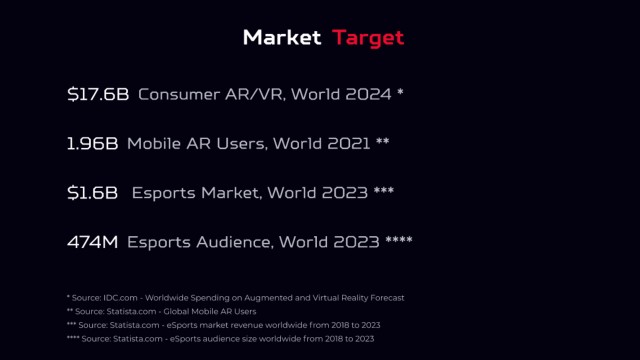 Market Target
$17.6B Consumer AR/VR, World 2024 *
1.96B Mobile AR Users, World 2021 **
$1.6B Esports Market, World 2023 ***
474M Esports Audience, World 2023 ****
* Source: IDC.com - Worldwide Spending on Augmented and Virtual Reality Forecast
** Source: Statista.com - Global Mobile AR Users
*** Source: Statista.com - eSports market revenue worldwide from 2018 to 2023
**** Source: Statista.com - eSports audience size worldwide from 2018 to 2023